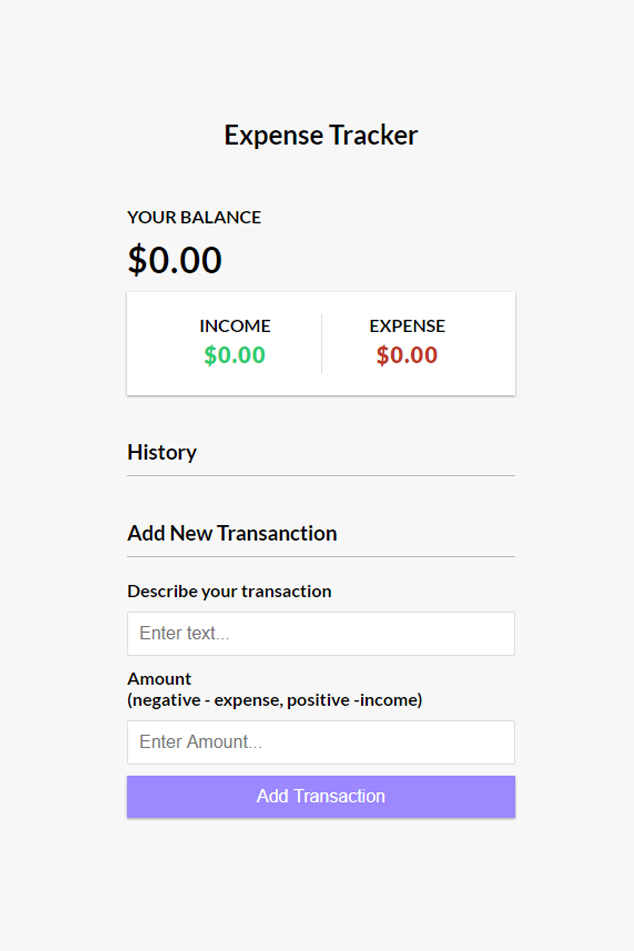 Expense Tracker
YOUR BALANCE
$0.00
INCOME
EXPENSE
$0.00
$0.00
History
Add New Transanction
Describe your transaction
Enter text...
Amount
(negative - expense, positive -income)
Enter Amount...
Add Transaction